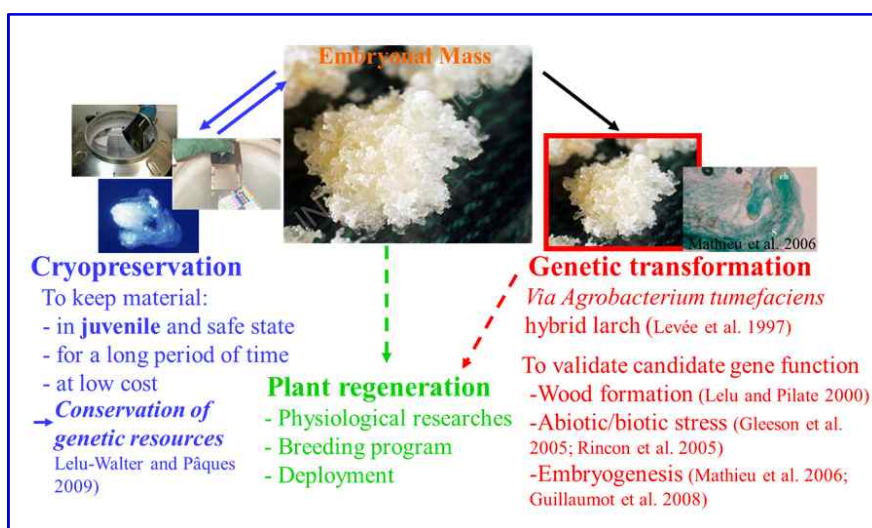 Embryonal Mass
Mathieu et al. 2006
Cryopreservation
To keep material:
- in juvenile and safe state
- for a long period of time
- at low cost
Conservation of
genetic resources
Lelu-Walter and Pâques
2009)
Plant regeneration
- Physiological researches
- Breeding program
- Deployment
Genetic transformation
Via Agrobacterium tumefaciens
hybrid larch (Levée et al. 1997)
To validate candidate gene function
-Wood formation (Lelu and Pilate 2000)
-Abiotic/biotic stress (Gleeson et al.
2005; Rincon et al. 2005)
-Embryogenesis (Mathieu et al. 2006;
Guillaumot et al. 2008)